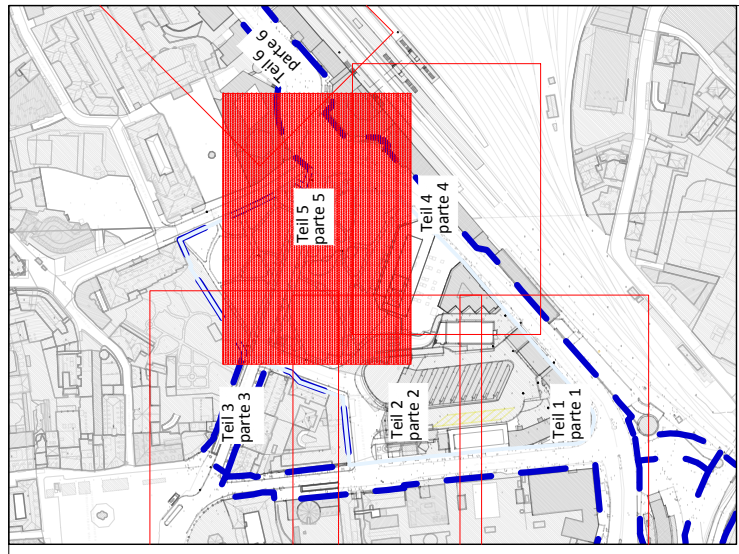 Teil 6
parte 6
Teil 5
parte 5
Teil 4
parte 4
Teil 3
parte 3
Teil 2
parte 2
Teil 1
parte 1